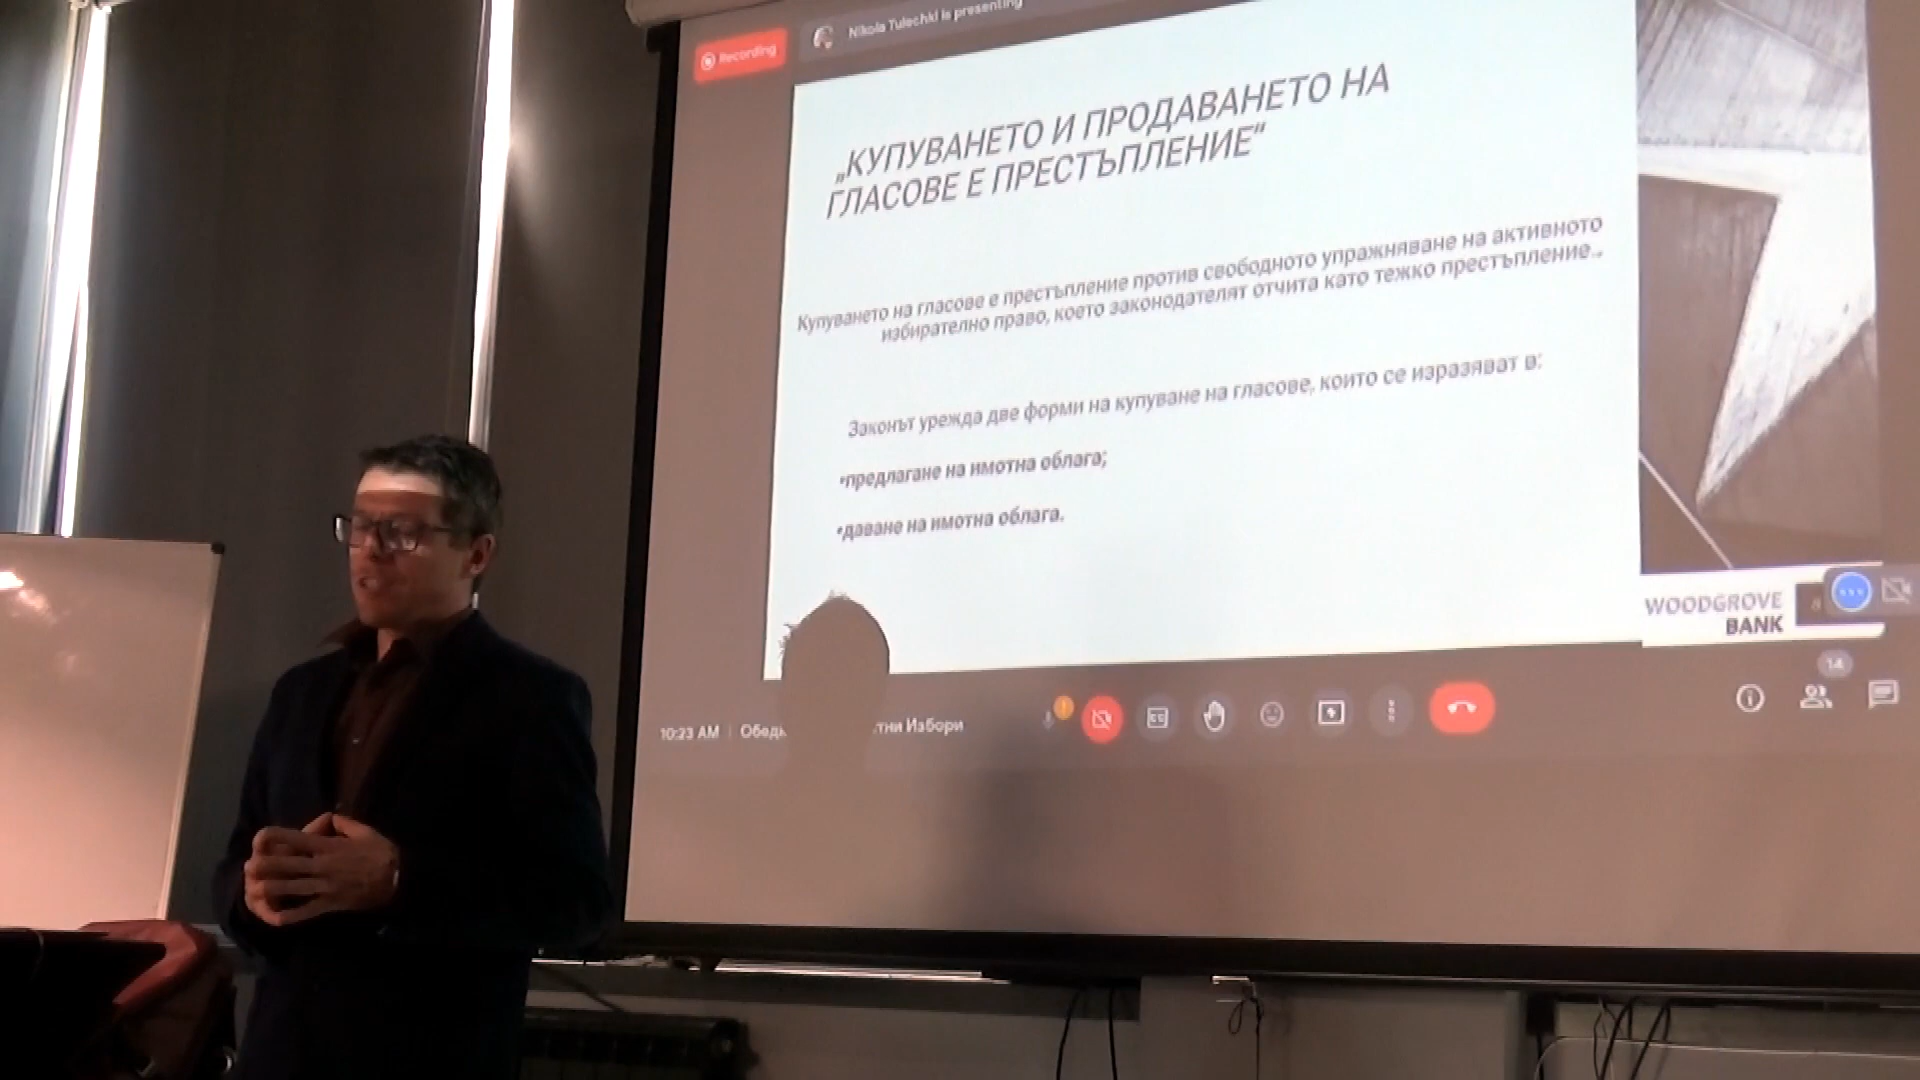 Recording
Nikola Tulechki is presenting
„КУПУВАНЕТО И ПРОДАВАНЕТО НА
ГЛАСОВЕ Е ПРЕСТЪПЛЕНИЕ“
Купуването на гласове е престъпление против свободното упражняване на активното
избирателно право, което законодателят отчита като тежко престъпление..
Законът урежда две форми на купуване на гласове, които се изразяват в:
•предлагане на имотна облага;
•даване на имотна облага.
WOODGROVE
BANK
8
14
10:23 AM | тни Избори